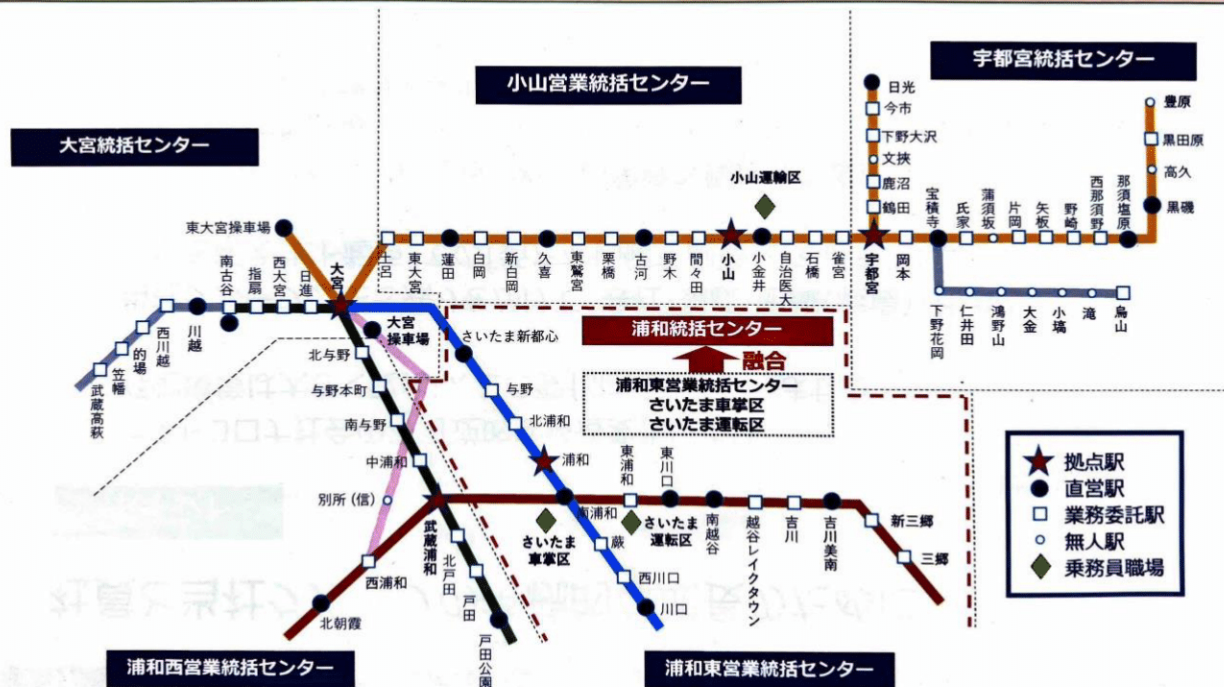 小山営業統括センター
宇都宮統括センター
大宮統括センター
日光
今市
下野大沢
文挟
鹿沼
鶴田
宇都宮
岡本
宝積寺
氏家
蒲須坂
片岡
矢板
野崎
西那須野
那須塩原
豊原
黒田原
高久
黒磯
下野花岡
仁井田
鴻野山
大金
小塙
滝
烏山
小山運輸区
東大宮操車場
大宮
土呂
東大宮
蓮田
白岡
新白岡
久喜
東鷲宮
栗橋
古河
野木
間々田
小山
小金井
自治医大
石橋
雀宮
日進
西大宮
指扇
南古谷
川越
西川越
的場
笠幡
武蔵高萩
大宮
操車場
北与野
与野本町
南与野
中浦和
別所(信)
武蔵浦和
西浦和
北朝霞
北戸田
戸田
戸田公園
さいたま新都心
与野
北浦和
浦和
南浦和
蕨
西川口
川口
さいたま
車掌区
さいたま
運転区
東浦和
東川口
南越谷
越谷レイクタウン
吉川
吉川美南
新三郷
三郷
浦和統括センター
融合
浦和東営業統括センター
さいたま車掌区
さいたま運転区
拠点駅
直営駅
業務委託駅
無人駅
乗務員職場
浦和西営業統括センター
浦和東営業統括センター